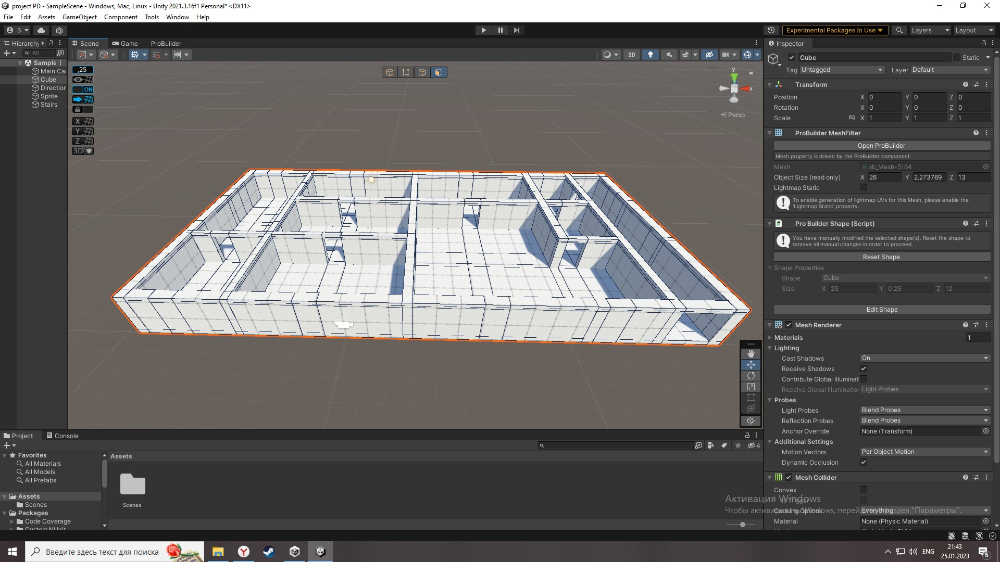 project PD - SampleScene - Windows, Mac, Linux - Unity 2021.3.16f1 Personal* <DX11>
File Edit Assets GameObject Component Tools Window Help
S Experimental Packages In Use Layers Layout
Hierarchy Scene Game ProBuilder Inspector
All 2D
Sample
Main Ca
Cube
Direction
Sprite
Stairs
,25
ON
X
Y
Z
3D
y
x
Persp
Cube Static
Tag Untagged Layer Default
Transform
Position X 0 Y 0 Z 0
Rotation X 0 Y 0 Z 0
Scale X 1 Y 1 Z 1
ProBuilder MeshFilter
Open ProBuilder
Mesh property is driven by the ProBuilder component.
Mesh pb_Mesh-5164
Object Size (read only) X 26 Y 2.273769 Z 13
Lightmap Static
To enable generation of lightmap UVs for this Mesh, please enable the
'Lightmap Static' property.
Pro Builder Shape (Script)
You have manually modified the selected shape(s). Reset the shape to
remove all manual changes in order to proceed.
Reset Shape
Shape Properties
Shape Cube
Size X 25 Y 0.25 Z 12
Edit Shape
Mesh Renderer
Materials 1
Lighting
Cast Shadows On
Receive Shadows
Contribute Global Illuminat
Receive Global Illumination Light Probes
Probes
Light Probes Blend Probes
Reflection Probes Blend Probes
Anchor Override None (Transform)
Additional Settings
Motion Vectors Per Object Motion
Dynamic Occlusion
Mesh Collider
Convex
Is Trigger
Cooking Options Everything
Material None (Physic Material)
Активация Windows
Чтобы активировать Windows, перейдите в раздел "Параметры".
Project Console
4
Favorites
All Materials
All Models
All Prefabs
Assets
Scenes
Packages
Code Coverage
Custom NUnit
Assets
Scenes
Введите здесь текст для поиска
ENG
21:43
25.01.2023
6